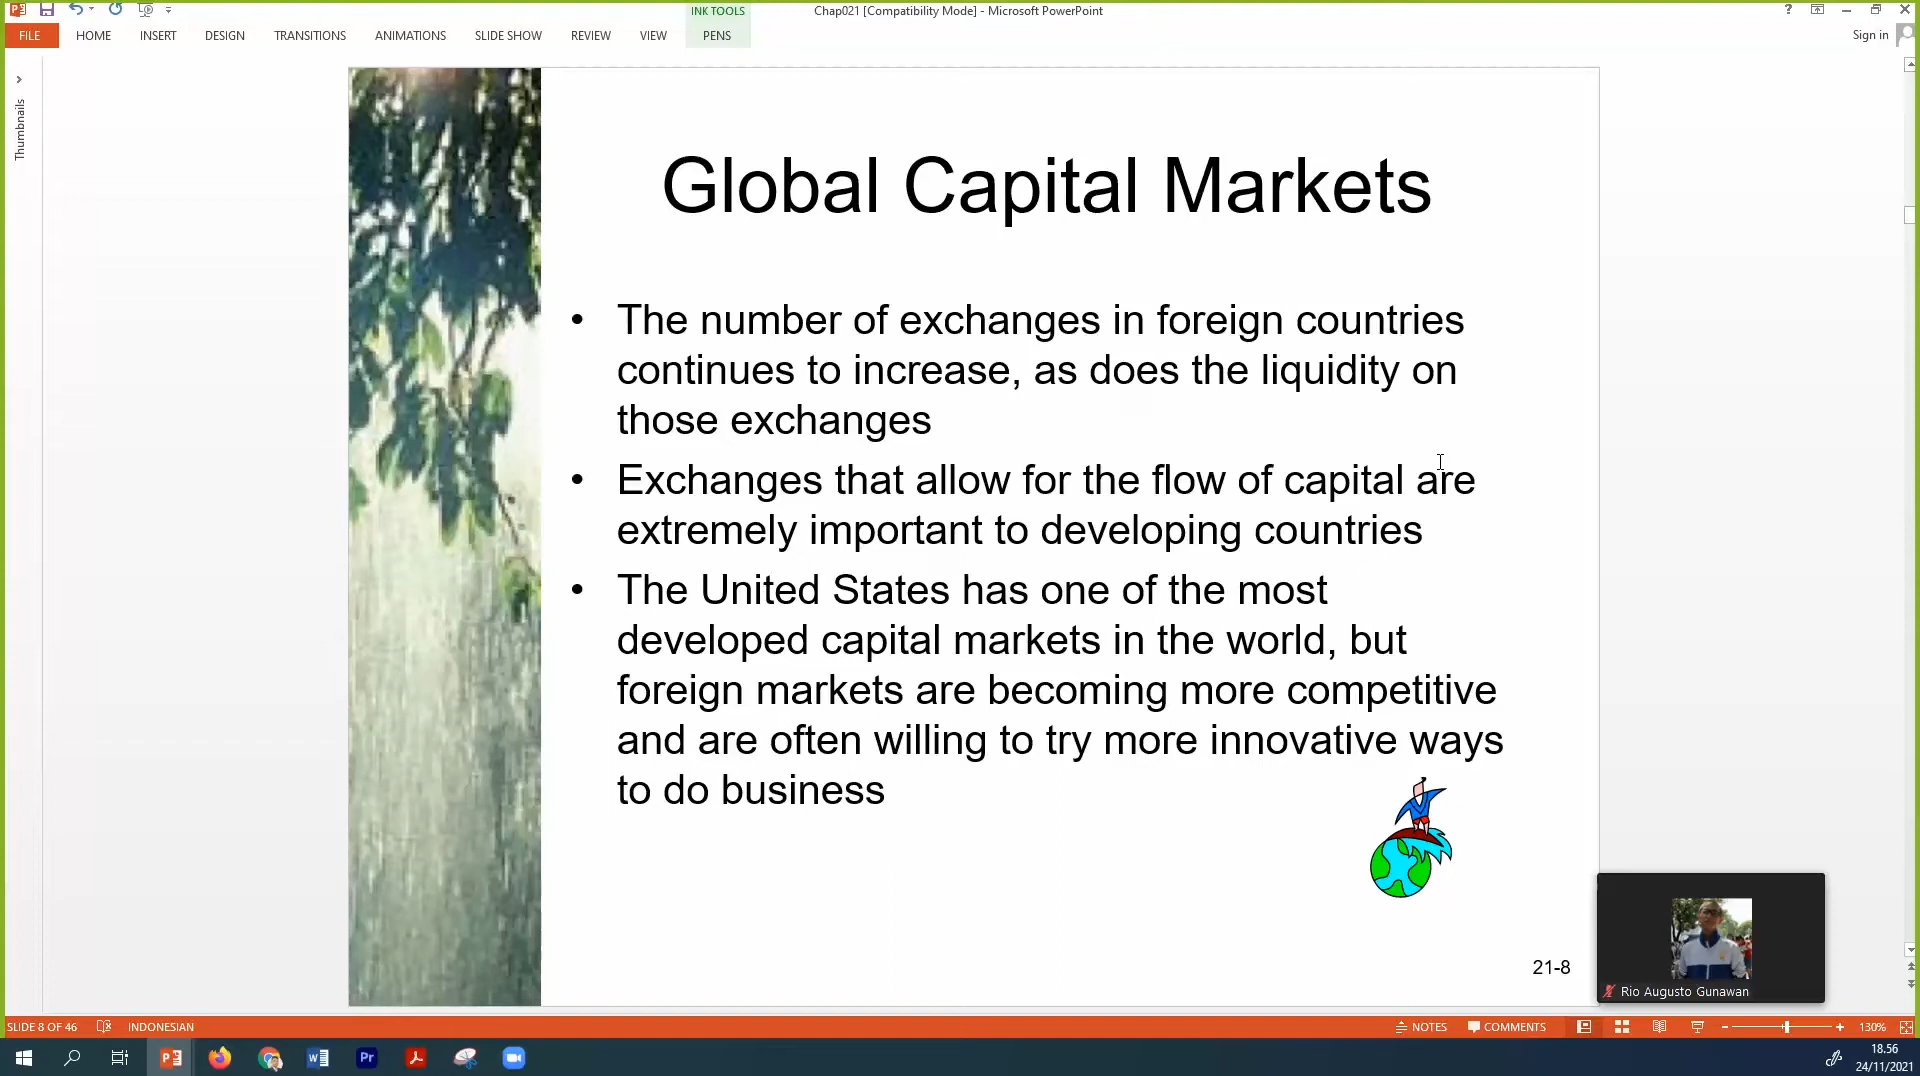 INK TOOLS
Chap021 [Compatibility Mode] - Microsoft PowerPoint
?
FILE HOME INSERT DESIGN TRANSITIONS ANIMATIONS SLIDE SHOW REVIEW VIEW PENS
Sign in
Thumbnails
Global Capital Markets
• The number of exchanges in foreign countries
continues to increase, as does the liquidity on
those exchanges
• Exchanges that allow for the flow of capital are
extremely important to developing countries
• The United States has one of the most
developed capital markets in the world, but
foreign markets are becoming more competitive
and are often willing to try more innovative ways
to do business
21-8
Rio Augusto Gunawan
SLIDE 8 OF 46 INDONESIAN NOTES COMMENTS 130%
Pr
18.56
24/11/2021